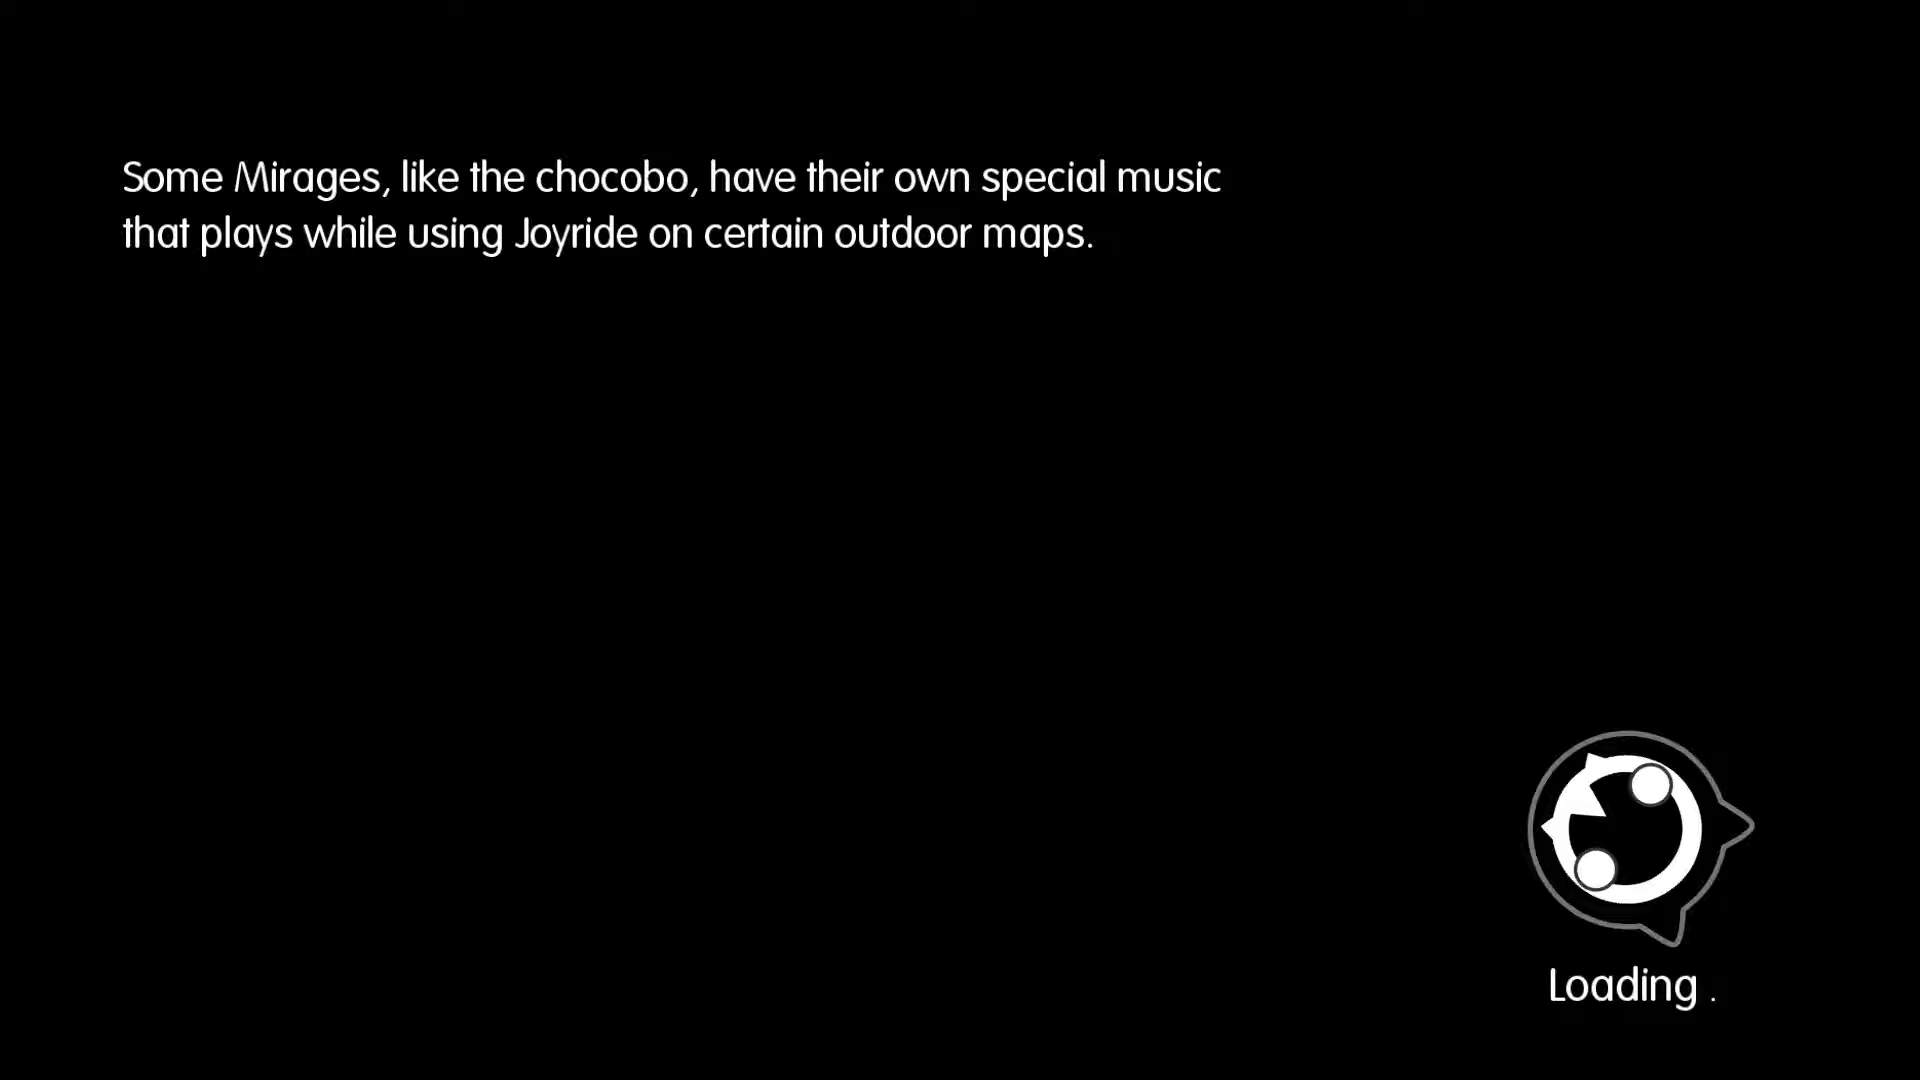 Some Mirages, like the chocobo, have their own special music
that plays while using Joyride on certain outdoor maps.
Loading .